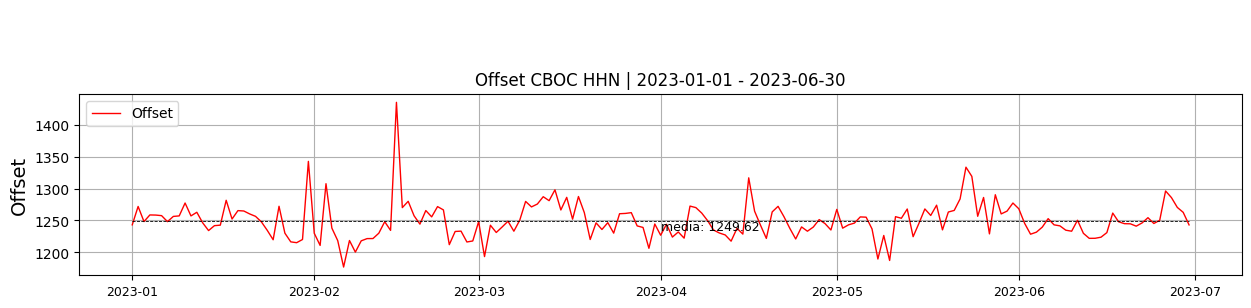 Offset CBOC HHN | 2023-01-01 - 2023-06-30
Offset
Offset
1400
1350
1300
1250
1200
media: 1249.62
2023-01 2023-02 2023-03 2023-04 2023-05 2023-06 2023-07